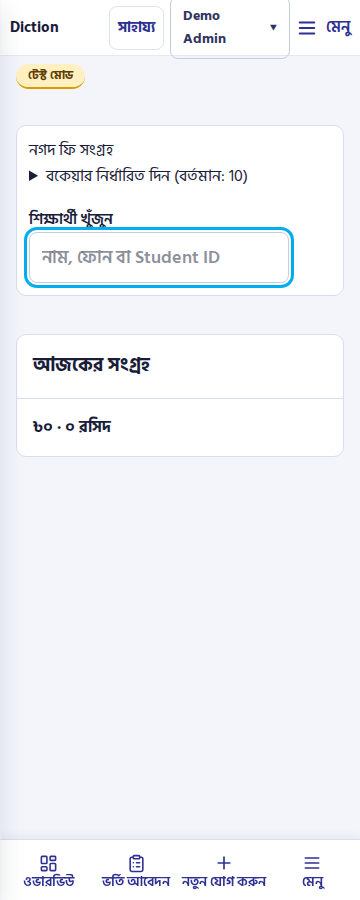 Diction
সাহায্য
Demo
Admin
মেনু
টেস্ট মোড
নগদ ফি সংগ্রহ
বকেয়ার নির্ধারিত দিন (বর্তমান: 10)
শিক্ষার্থী খুঁজুন
নাম, ফোন বা Student ID
আজকের সংগ্রহ
৳০ · ০ রসিদ
ওভারভিউ
ভর্তি আবেদন
নতুন যোগ করুন
মেনু